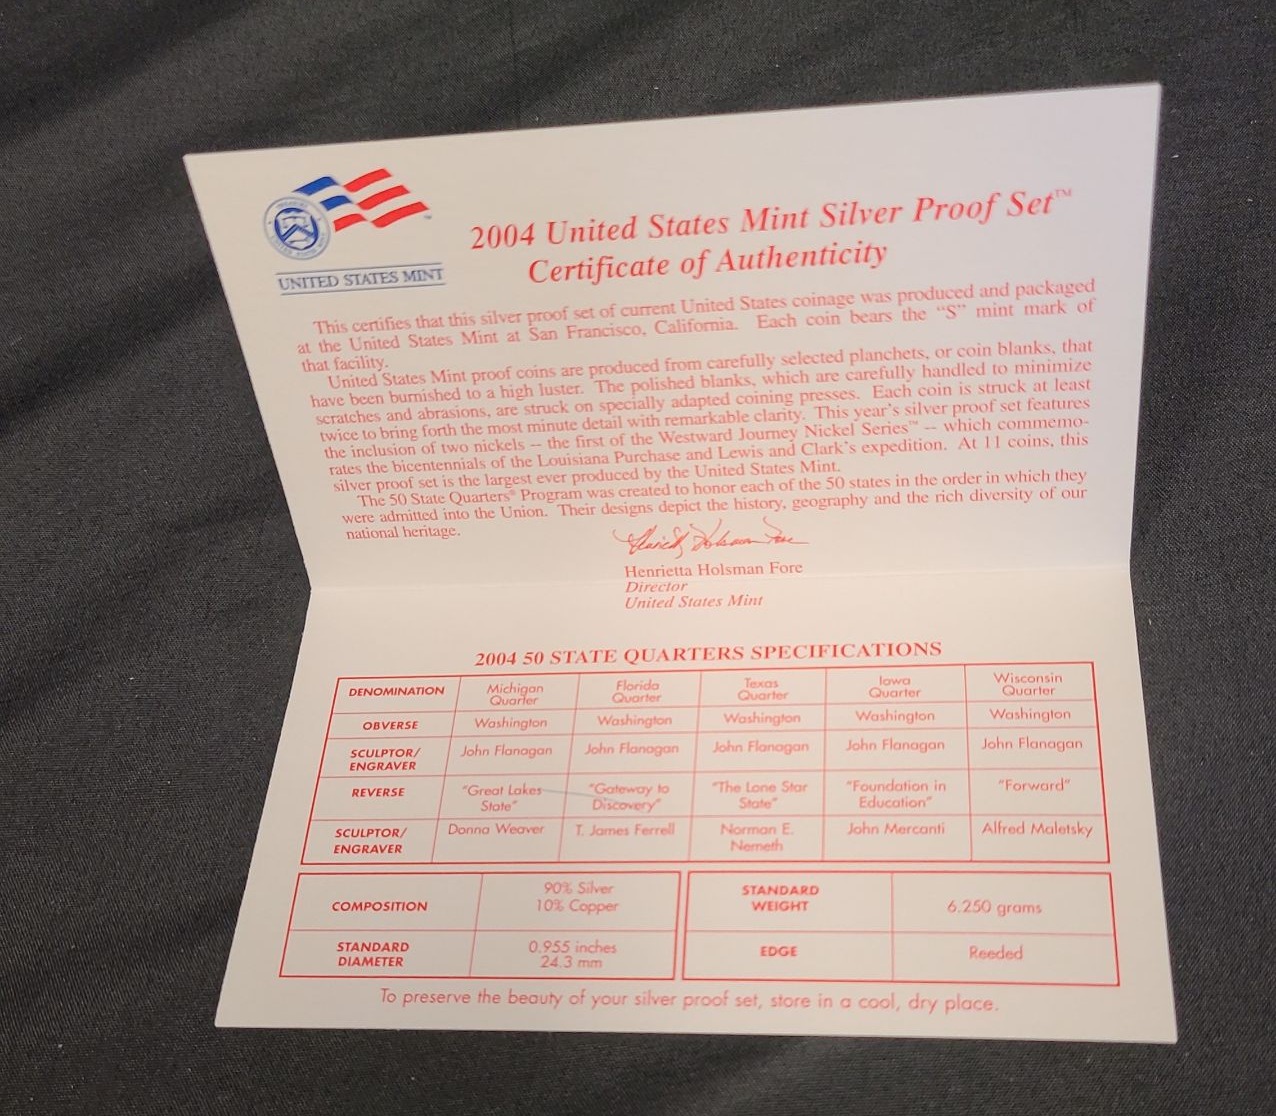 2004 United States Mint Silver Proof Set™
Certificate of Authenticity
UNITED STATES MINT
This certifies that this silver proof set of current United States coinage was produced and packaged
at the United States Mint at San Francisco, California. Each coin bears the “S” mint mark of
that facility.
United States Mint proof coins are produced from carefully selected planchets, or coin blanks, that
have been burnished to a high luster. The polished blanks, which are carefully handled to minimize
scratches and abrasions, are struck on specially adapted coining presses. Each coin is struck at least
twice to bring forth the most minute detail with remarkable clarity. This year’s silver proof set features
the inclusion of two nickels -- the first of the Westward Journey Nickel Series™ -- which commemo-
rates the bicentennials of the Louisiana Purchase and Lewis and Clark’s expedition. At 11 coins, this
silver proof set is the largest ever produced by the United States Mint.
The 50 State Quarters® Program was created to honor each of the 50 states in the order in which they
were admitted into the Union. Their designs depict the history, geography and the rich diversity of our
national heritage.
Henrietta Holsman Fore
Henrietta Holsman Fore
Director
United States Mint
2004 50 STATE QUARTERS SPECIFICATIONS
DENOMINATION Michigan Quarter Florida Quarter Texas Quarter Iowa Quarter Wisconsin Quarter
OBVERSE Washington Washington Washington Washington Washington
SCULPTOR/ ENGRAVER John Flanagan John Flanagan John Flanagan John Flanagan John Flanagan
REVERSE “Great Lakes State” “Gateway to Discovery” “The Lone Star State” “Foundation in Education” “Forward”
SCULPTOR/ ENGRAVER Donna Weaver T. James Ferrell Norman E. Nemeth John Mercanti Alfred Maletsky
COMPOSITION 90% Silver 10% Copper STANDARD WEIGHT 6.250 grams
STANDARD DIAMETER 0.955 inches 24.3 mm EDGE Reeded
To preserve the beauty of your silver proof set, store in a cool, dry place.